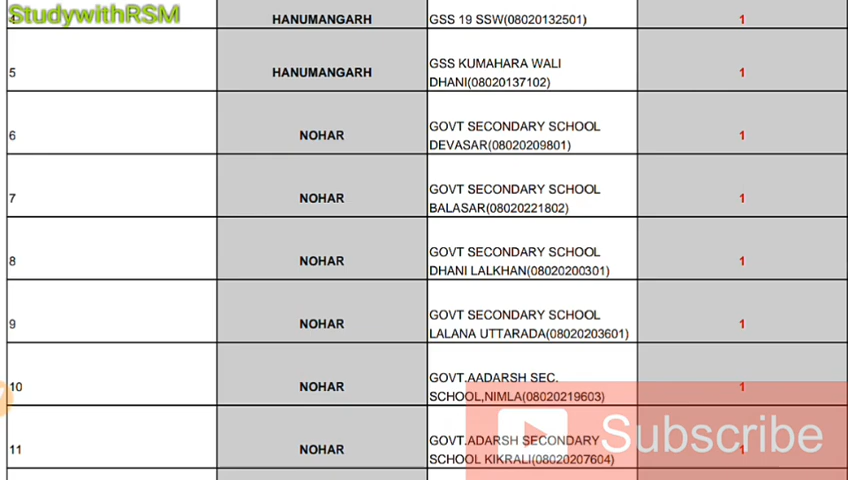 StudywithRSM
HANUMANGARH GSS 19 SSW(08020132501) 1
5 HANUMANGARH GSS KUMAHARA WALI
DHANI(08020137102) 1
6 NOHAR GOVT SECONDARY SCHOOL
DEVASAR(08020209801) 1
7 NOHAR GOVT SECONDARY SCHOOL
BALASAR(08020221802) 1
8 NOHAR GOVT SECONDARY SCHOOL
DHANI LALKHAN(08020200301) 1
9 NOHAR GOVT SECONDARY SCHOOL
LALANA UTTARADA(08020203601) 1
10 NOHAR GOVT.AADARSH SEC.
SCHOOL,NIMLA(08020219603) 1
11 NOHAR GOVT.ADARSH SECONDARY
SCHOOL KIKRALI(08020207604) 1
Subscribe